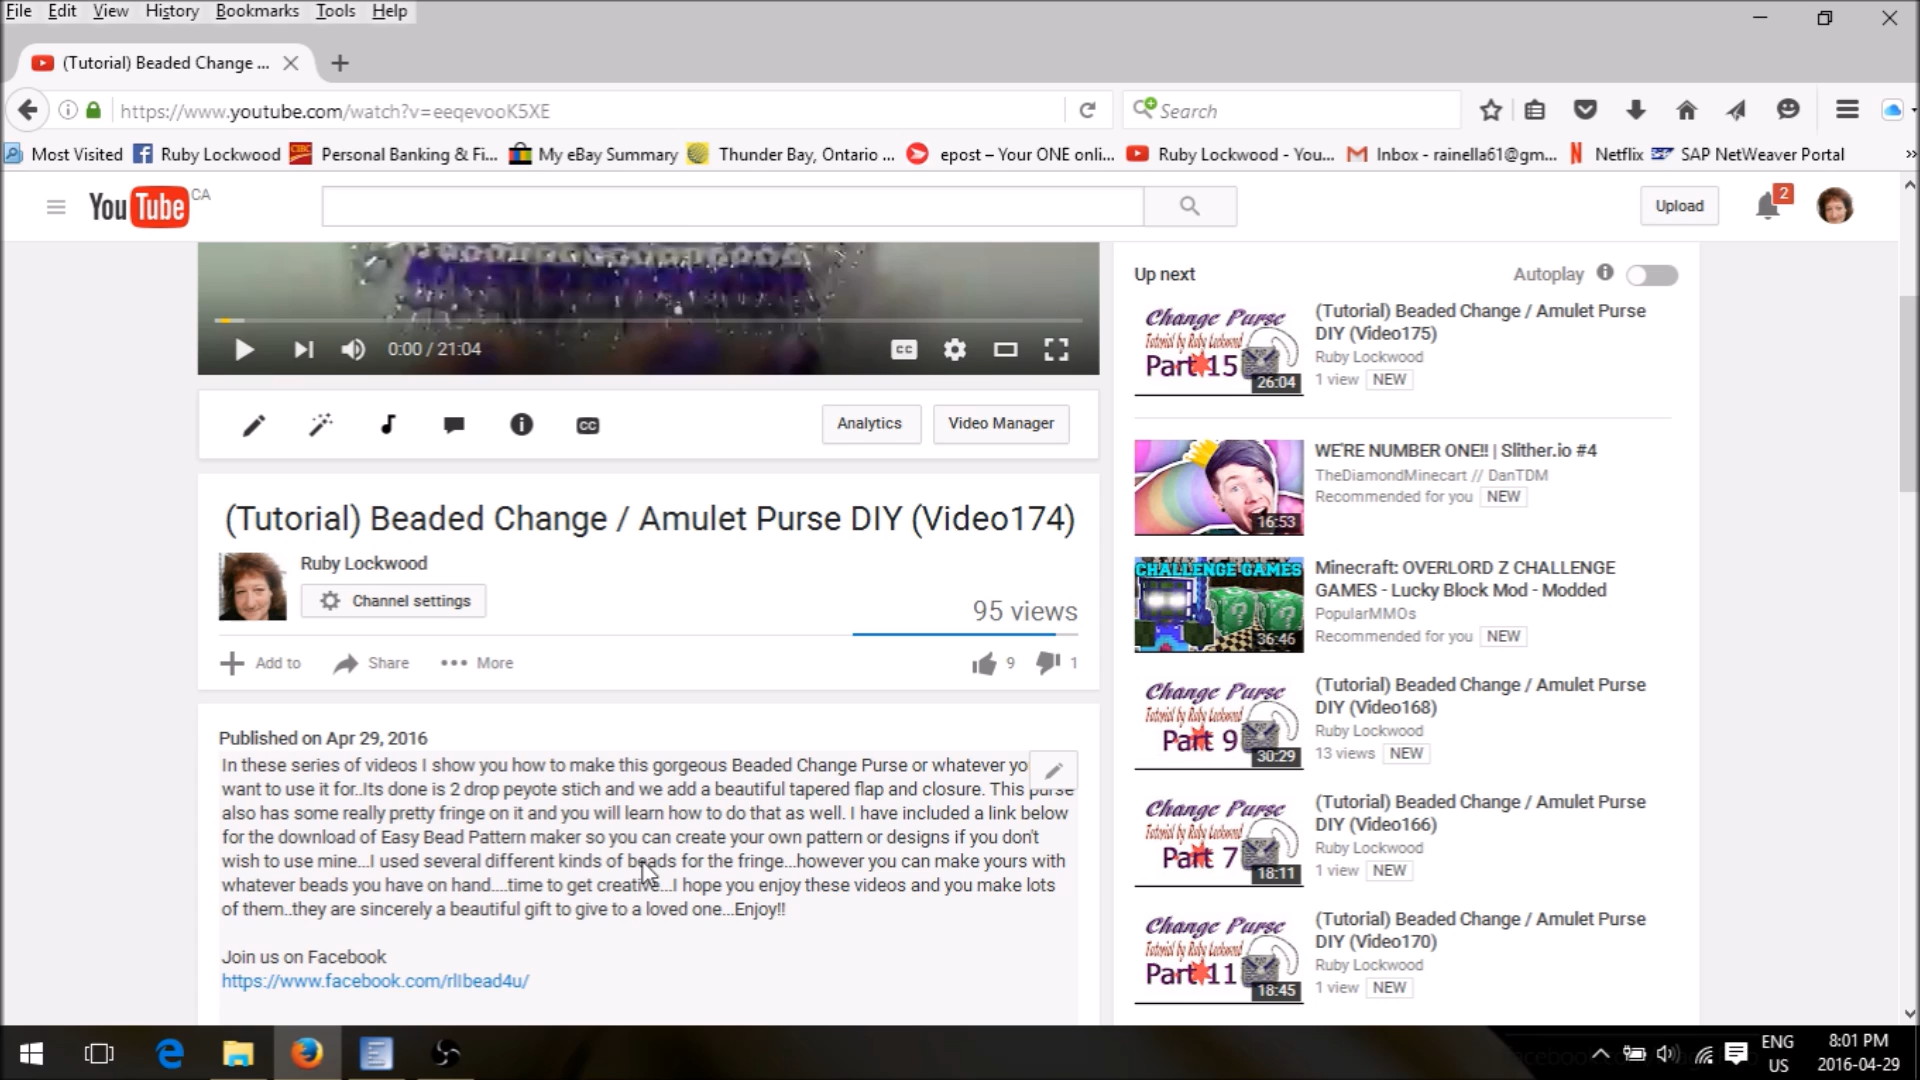 File Edit View History Bookmarks Tools Help
(Tutorial) Beaded Change ...
https://www.youtube.com/watch?v=eeqevooK5XE
Search
Most Visited Ruby Lockwood Personal Banking & Fi... My eBay Summary Thunder Bay, Ontario ... epost – Your ONE onli... Ruby Lockwood - You... Inbox - rainella61@gm... Netflix SAP NetWeaver Portal
YouTube CA
Upload
2
0:00 / 21:04
CC
Analytics
Video Manager
(Tutorial) Beaded Change / Amulet Purse DIY (Video174)
Ruby Lockwood
Channel settings
95 views
Add to Share More
9 1
Published on Apr 29, 2016
In these series of videos I show you how to make this gorgeous Beaded Change Purse or whatever
want to use it for..Its done is 2 drop peyote stich and we add a beautiful tapered flap and closure. This purse
also has some really pretty fringe on it and you will learn how to do that as well. I have included a link below
for the download of Easy Bead Pattern maker so you can create your own pattern or designs if you don't
wish to use mine...I used several different kinds of beads for the fringe...however you can make yours with
whatever beads you have on hand....time to get creative...I hope you enjoy these videos and you make lots
of them..they are sincerely a beautiful gift to give to a loved one...Enjoy!!
Join us on Facebook
https://www.facebook.com/rllbead4u/
Up next
Autoplay
Change Purse
Tutorial by Ruby Lockwood
Part 15
26:04
(Tutorial) Beaded Change / Amulet Purse
DIY (Video175)
Ruby Lockwood
1 view NEW
16:53
WE'RE NUMBER ONE!! | Slither.io #4
TheDiamondMinecart // DanTDM
Recommended for you NEW
CHALLENGE GAMES
36:46
Minecraft: OVERLORD Z CHALLENGE
GAMES - Lucky Block Mod - Modded
PopularMMOs
Recommended for you NEW
Change Purse
Tutorial by Ruby Lockwood
Part 9
30:29
(Tutorial) Beaded Change / Amulet Purse
DIY (Video168)
Ruby Lockwood
13 views NEW
Change Purse
Tutorial by Ruby Lockwood
Part 7
18:11
(Tutorial) Beaded Change / Amulet Purse
DIY (Video166)
Ruby Lockwood
1 view NEW
Change Purse
Tutorial by Ruby Lockwood
Part 11
18:45
(Tutorial) Beaded Change / Amulet Purse
DIY (Video170)
Ruby Lockwood
1 view NEW
ENG
US
8:01 PM
2016-04-29